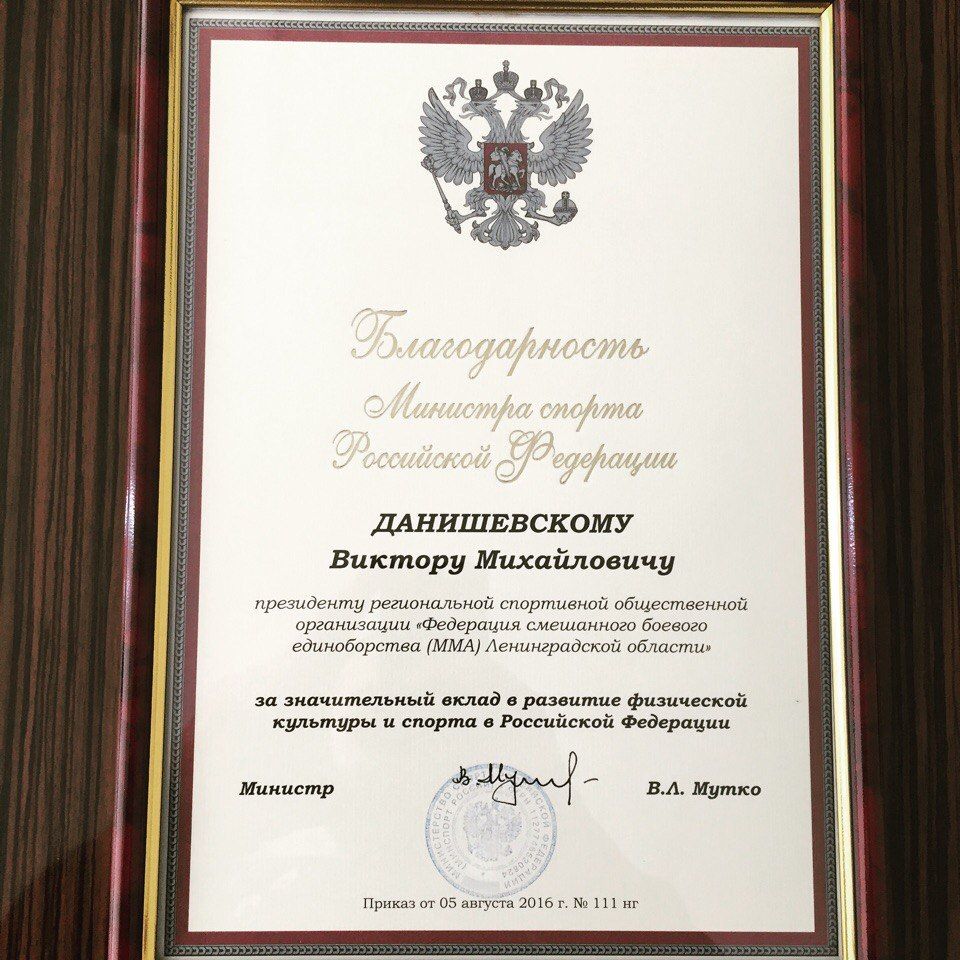 Благодарность
Министра спорта
Российской Федерации
ДАНИШЕВСКОМУ
Виктору Михайловичу
президенту региональной спортивной общественной
организации «Федерация смешанного боевого
единоборства (ММА) Ленинградской области»
за значительный вклад в развитие физической
культуры и спорта в Российской Федерации
Министр
В.Л. Мутко
Приказ от 05 августа 2016 г. № 111 нг